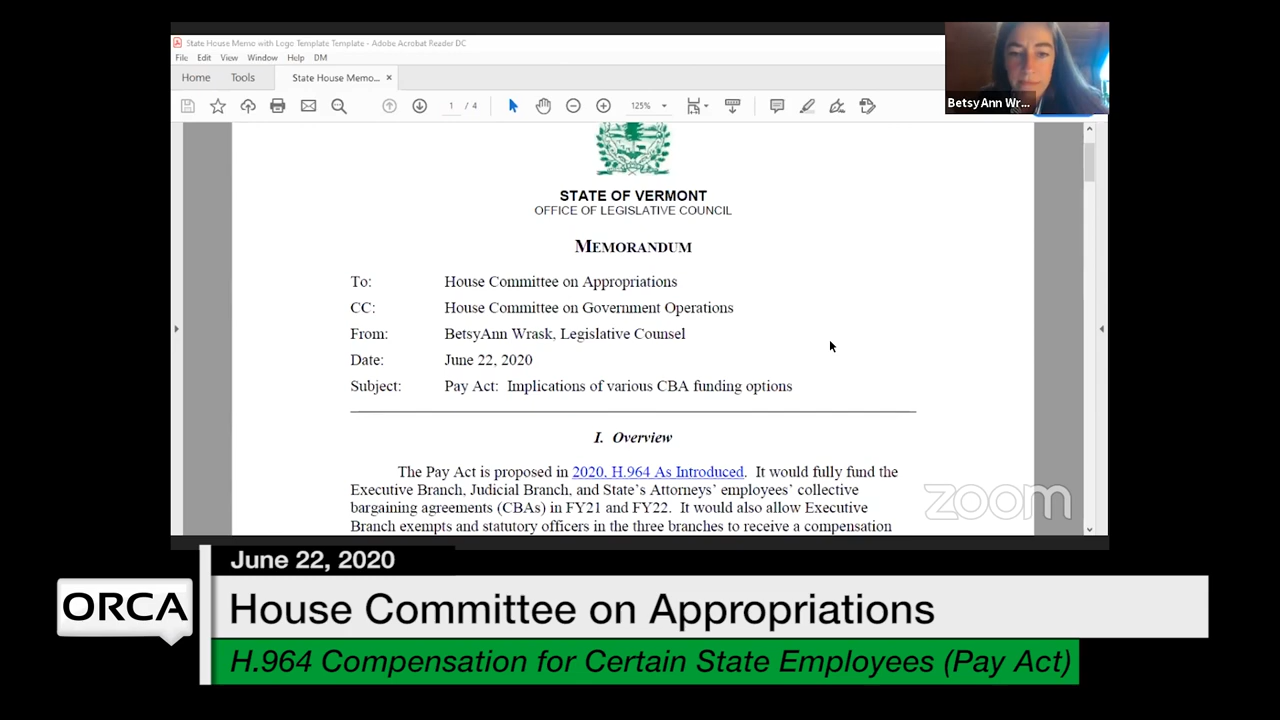 State House Memo with Logo Template Template - Adobe Acrobat Reader DC
File Edit View Window Help DM
Home Tools State House Memo... ×
1 / 4 125%
BetsyAnn Wr...
STATE OF VERMONT
OFFICE OF LEGISLATIVE COUNCIL
MEMORANDUM
To: House Committee on Appropriations
CC: House Committee on Government Operations
From: BetsyAnn Wrask, Legislative Counsel
Date: June 22, 2020
Subject: Pay Act: Implications of various CBA funding options
I. Overview
The Pay Act is proposed in 2020, H.964 As Introduced. It would fully fund the
Executive Branch, Judicial Branch, and State's Attorneys' employees' collective
bargaining agreements (CBAs) in FY21 and FY22. It would also allow Executive
Branch exempts and statutory officers in the three branches to receive a compensation
zoom
June 22, 2020
ORCA
House Committee on Appropriations
H.964 Compensation for Certain State Employees (Pay Act)